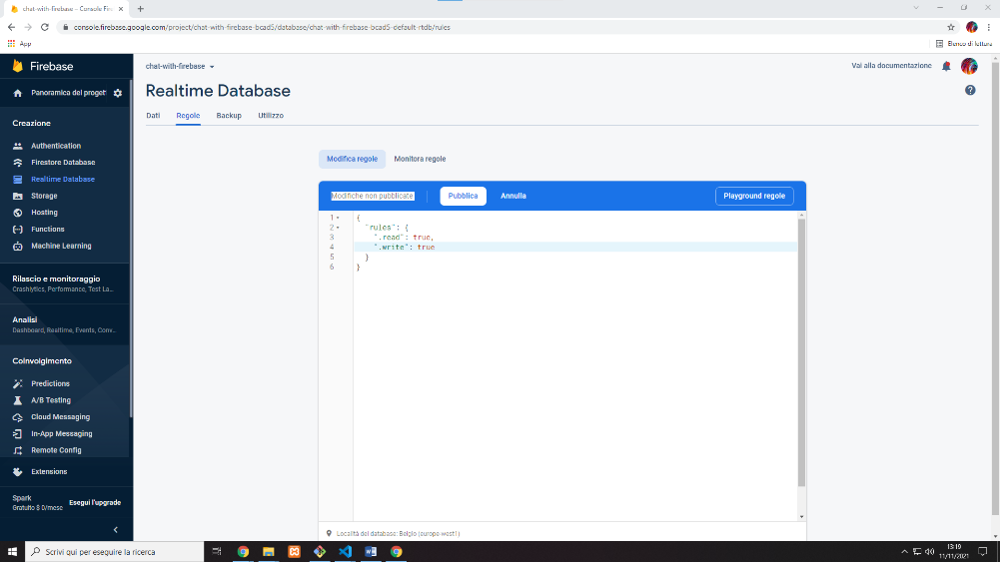 chat-with-firebase – Console Fire
console.firebase.google.com/project/chat-with-firebase-bcad5/database/chat-with-firebase-bcad5-default-rtdb/rules
App
Elenco di lettura
Firebase
Panoramica del progett
Creazione
Authentication
Firestore Database
Realtime Database
Storage
Hosting
Functions
Machine Learning
Rilascio e monitoraggio
Crashlytics, Performance, Test La...
Analisi
Dashboard, Realtime, Events, Conv...
Coinvolgimento
Predictions
A/B Testing
Cloud Messaging
In-App Messaging
Remote Config
Extensions
Spark
Gratuito $ 0/mese
Esegui l'upgrade
chat-with-firebase
Vai alla documentazione
Realtime Database
Dati Regole Backup Utilizzo
Modifica regole Monitora regole
Modifiche non pubblicate Pubblica Annulla Playground regole
1 {
2 "rules": {
3 ".read": true,
4 ".write": true
5 }
6 }
Località del database: Belgio (europe-west1)
Scrivi qui per eseguire la ricerca
13:19
11/11/2021